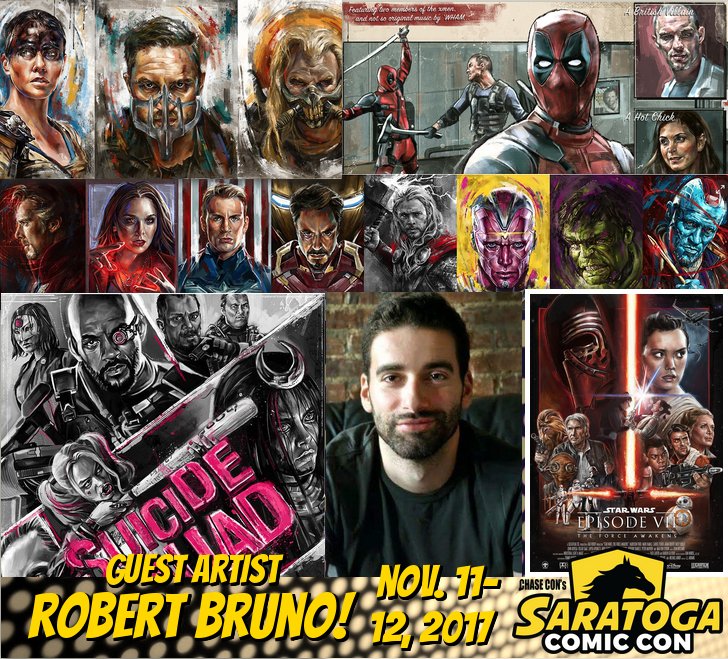 Featuring two members of the xmen.
and not so original music by "WHAM."
A British Villain
A Hot Chick
SUICIDE
SQUAD
STAR WARS
EPISODE VII
THE FORCE AWAKENS
GUEST ARTIST
ROBERT BRUNO!
NOV. 11-
12, 2017
CHASE CON'S
SARATOGA
COMIC CON